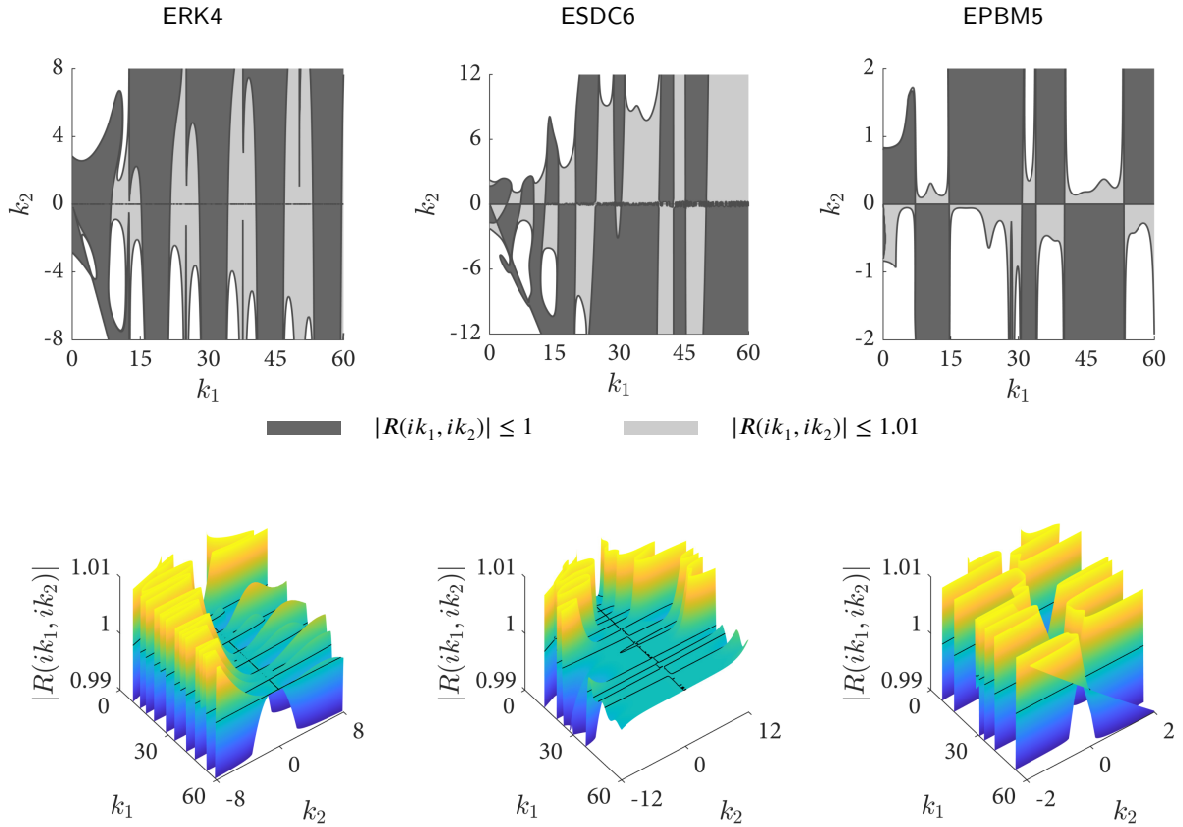 ERK4 ESDC6 EPBM5
8 12 2
4 6 1
k₂ 0 k₂ 0 k₂ 0
-4 -6 -1
-8 -12 -2
0 15 30 45 60 0 15 30 45 60 0 15 30 45 60
k₁ k₁ k₁
|R(ik₁, ik₂)| ≤ 1 |R(ik₁, ik₂)| ≤ 1.01
|R(ik₁, ik₂)| |R(ik₁, ik₂)| |R(ik₁, ik₂)|
1.01 1.01 1.01
1 1 1
0.99 0.99 0.99
0 8 0 12 0 2
30 0 30 0 30 0
k₁ 60 -8 k₂ k₁ 60 -12 k₂ k₁ 60 -2 k₂